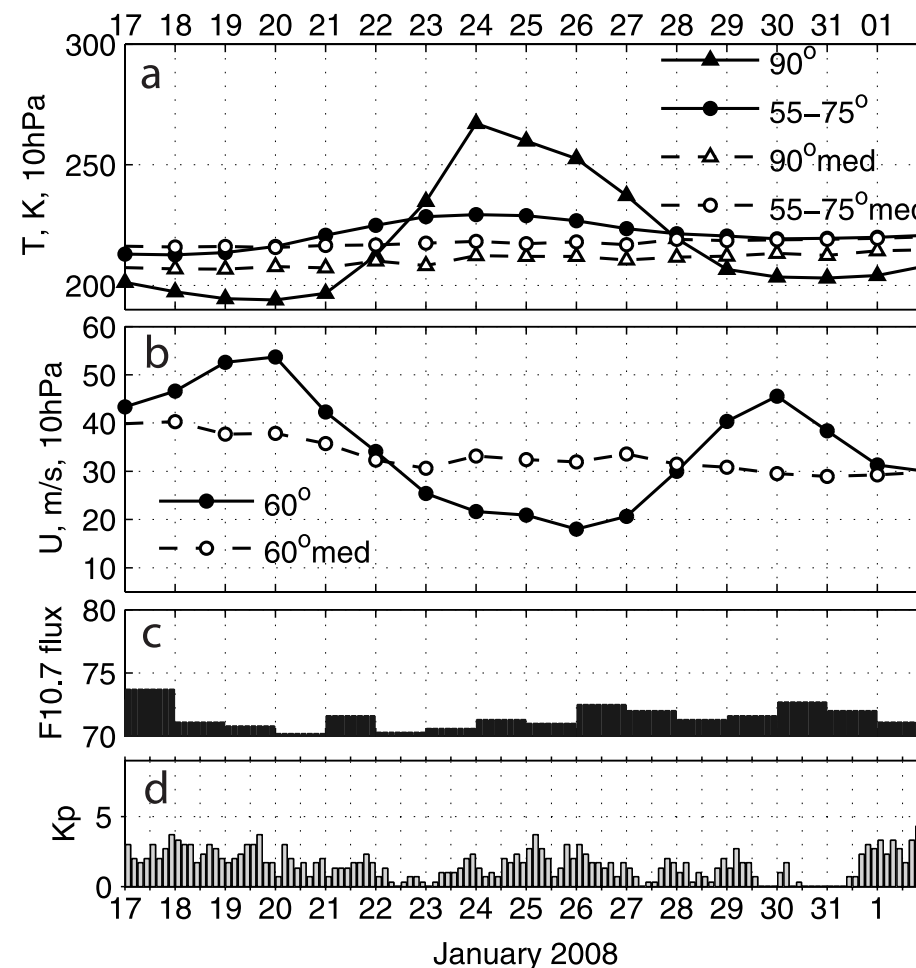 17 18 19 20 21 22 23 24 25 26 27 28 29 30 31 01
300
250
200
T, K, 10hPa
a
90°
55–75°
90°med
55–75°med
60
50
40
30
20
10
U, m/s, 10hPa
b
60°
60°med
80
75
70
F10.7 flux
c
5
0
Kp
d
17 18 19 20 21 22 23 24 25 26 27 28 29 30 31 1
January 2008